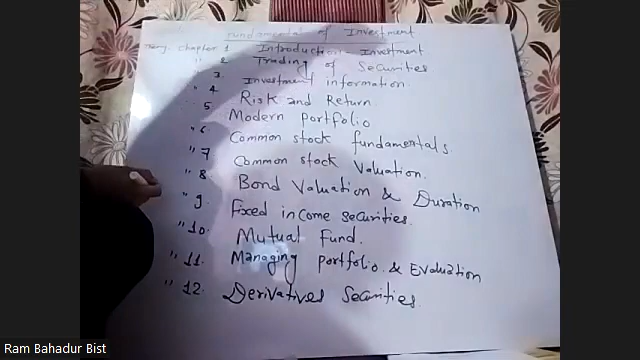 Fundamental of Investment
Chapter 1 Introduction Investment
" 2 Trading of Securities
3. Investment information.
" 4 Risk and Return.
5 Modern portfolio
" 6 Common stock fundamentals
" 7 Common stock Valuation.
" 8 Bond Valuation & Duration
" 9. Fixed income securities.
" 10. Mutual Fund.
" 11. Managing portfolio & Evaluation
" 12. Derivatives Securities.
Ram Bahadur Bist